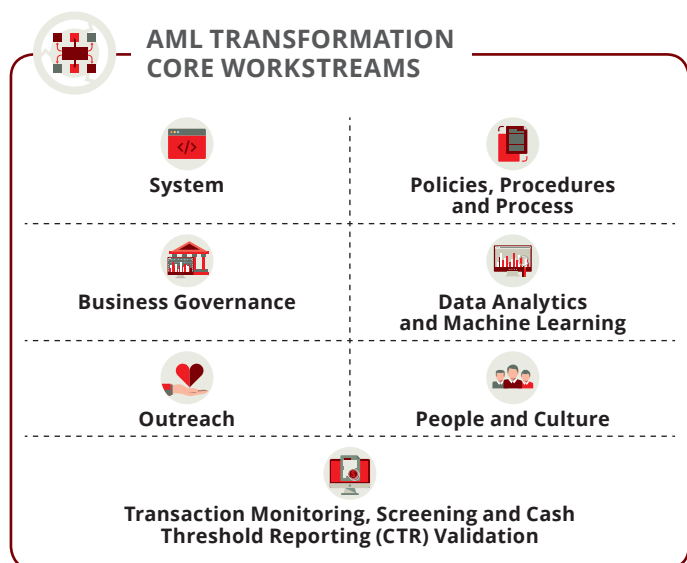 AML TRANSFORMATION
CORE WORKSTREAMS
</>
System
Policies, Procedures
and Process
Business Governance
Data Analytics
and Machine Learning
Outreach
People and Culture
Transaction Monitoring, Screening and Cash
Threshold Reporting (CTR) Validation